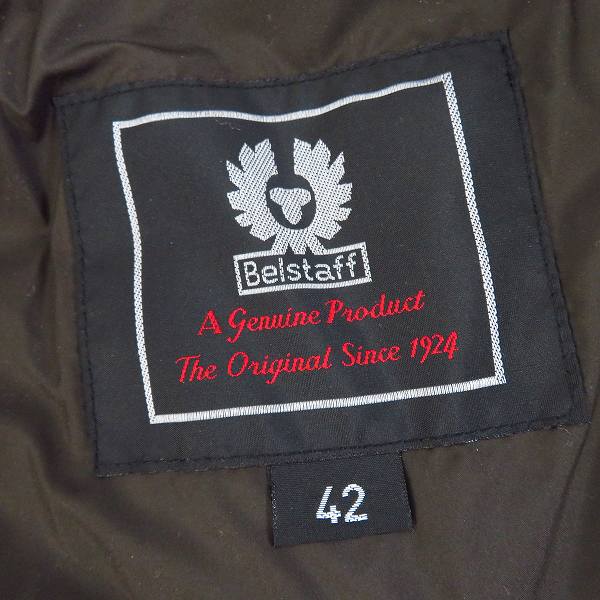 Belstaff
A Genuine Product
The Original Since 1924
42